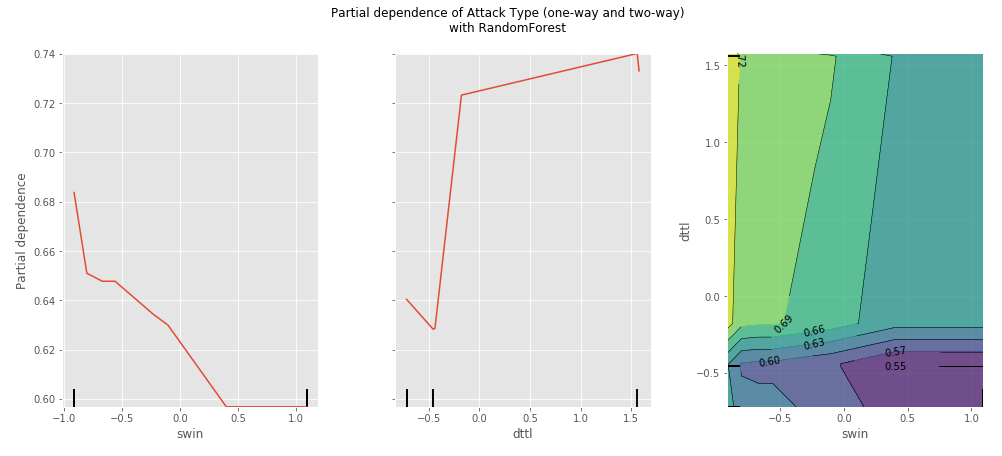 Partial dependence of Attack Type (one-way and two-way)
with RandomForest
Partial dependence
0.74
0.72
0.70
0.68
0.66
0.64
0.62
0.60
−1.0 −0.5 0.0 0.5 1.0
swin
−0.5 0.0 0.5 1.0 1.5
dttl
dttl
1.5
1.0
0.5
0.0
−0.5
0.69
0.66
0.63
0.60
0.57
0.55
−0.5 0.0 0.5 1.0
swin